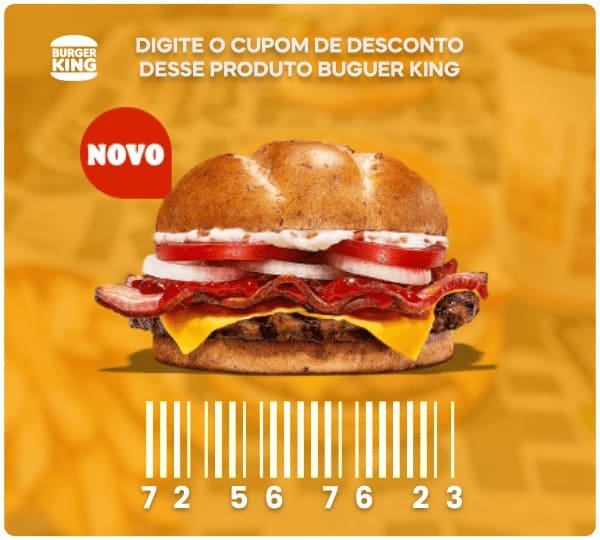 BURGER
KING
DIGITE O CUPOM DE DESCONTO
DESSE PRODUTO BUGUER KING
NOVO
72 56 76 23